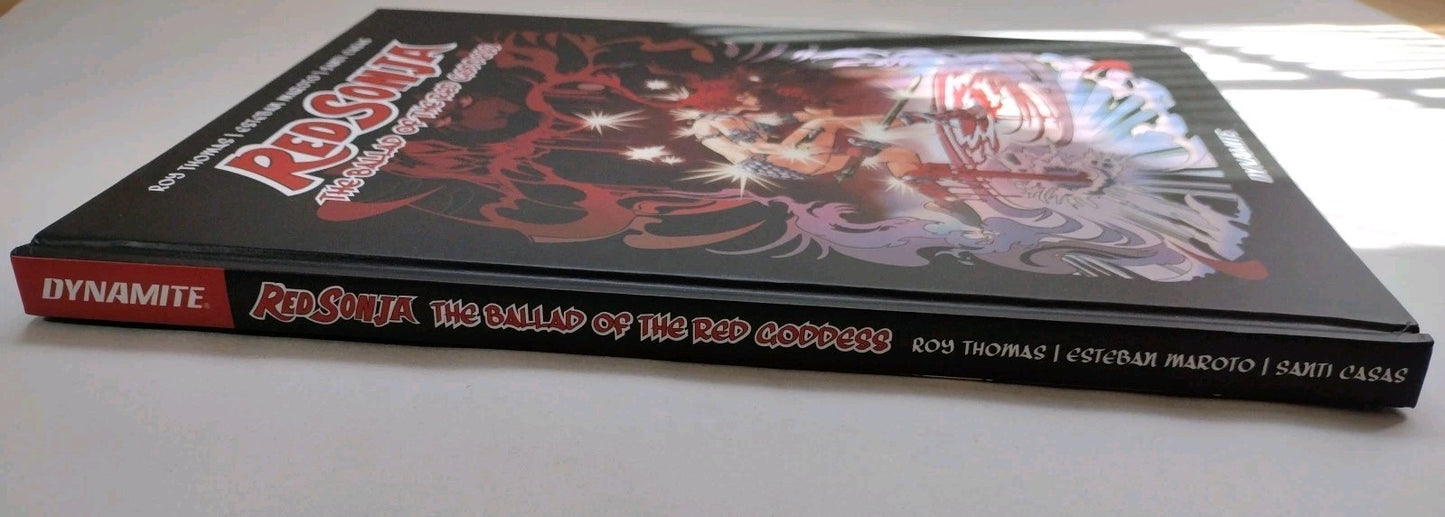 ROY THOMAS | ESTEBAN MAROTO | SANTI CASAS
RED SONJA
THE BALLAD OF THE RED GODDESS
DYNAMITE
DYNAMITE® RED SONJA THE BALLAD OF THE RED GODDESS ROY THOMAS | ESTEBAN MAROTO | SANTI CASAS